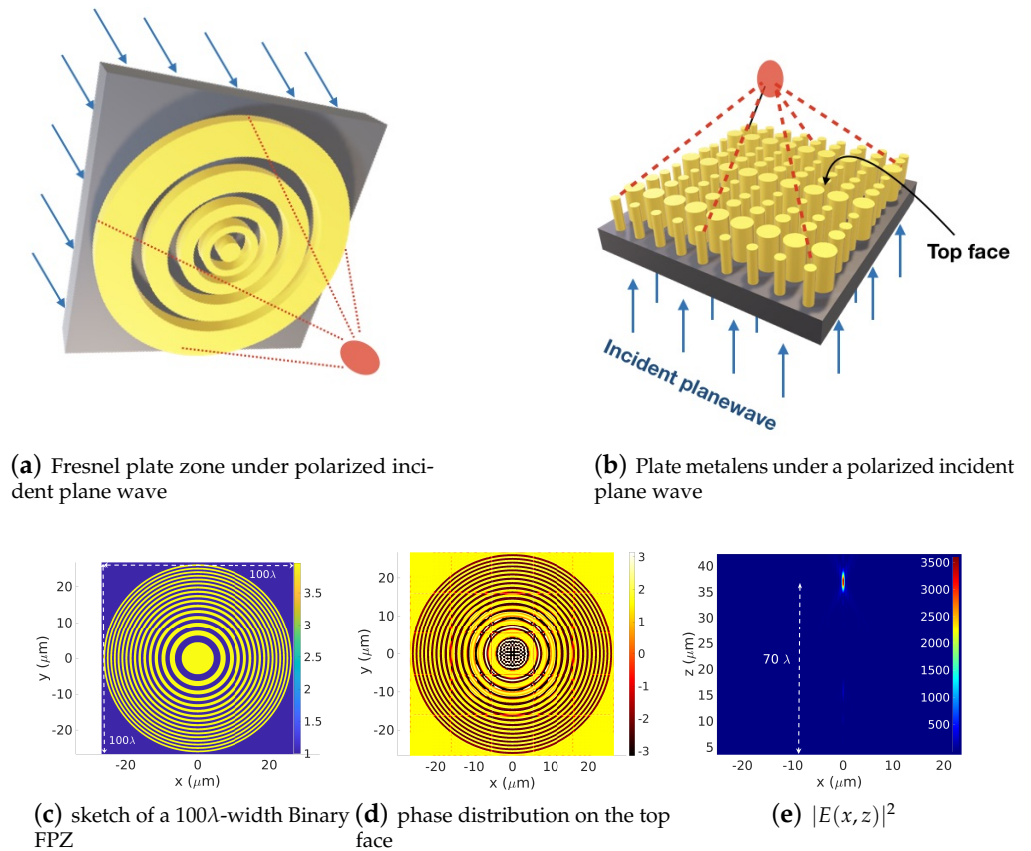 Top face
Incident planewave
(a) Fresnel plate zone under polarized inci-
dent plane wave
(b) Plate metalens under a polarized incident
plane wave
100λ
100λ
20
10
0
-10
-20
y (μm)
-20
0
20
x (μm)
3.5
3
2.5
2
1.5
1
20
10
0
-10
-20
y (μm)
-20
0
20
x (μm)
3
2
1
0
-1
-2
-3
40
35
30
25
20
15
10
5
z (μm)
70 λ
-20
-10
0
10
20
x (μm)
3500
3000
2500
2000
1500
1000
500
(c) sketch of a 100λ-width Binary
FPZ
(d) phase distribution on the top
face
(e) |E(x, z)|²